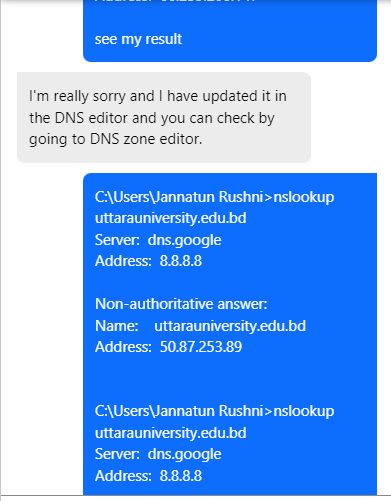 see my result
I'm really sorry and I have updated it in
the DNS editor and you can check by
going to DNS zone editor.
C:\Users\Jannatun Rushni>nslookup
uttarauniversity.edu.bd
Server:  dns.google
Address:  8.8.8.8
Non-authoritative answer:
Name:    uttarauniversity.edu.bd
Address:  50.87.253.89
C:\Users\Jannatun Rushni>nslookup
uttarauniversity.edu.bd
Server:  dns.google
Address:  8.8.8.8